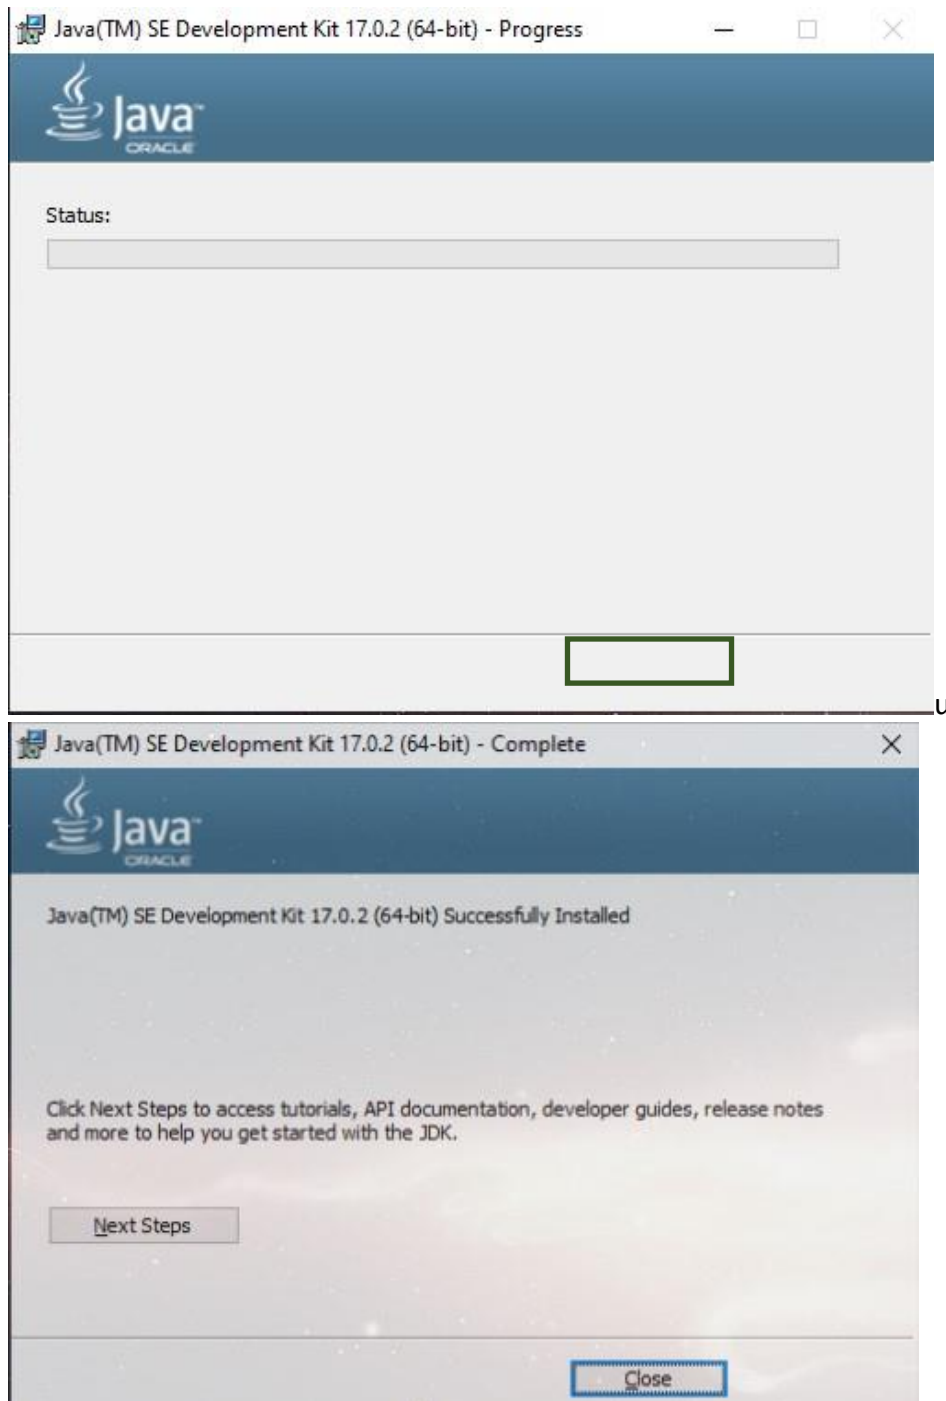 Java(TM) SE Development Kit 17.0.2 (64-bit) - Progress
Java™
ORACLE
Status:
u
Java(TM) SE Development Kit 17.0.2 (64-bit) - Complete
Java™
ORACLE
Java(TM) SE Development Kit 17.0.2 (64-bit) Successfully Installed
Click Next Steps to access tutorials, API documentation, developer guides, release notes
and more to help you get started with the JDK.
Next Steps
Close